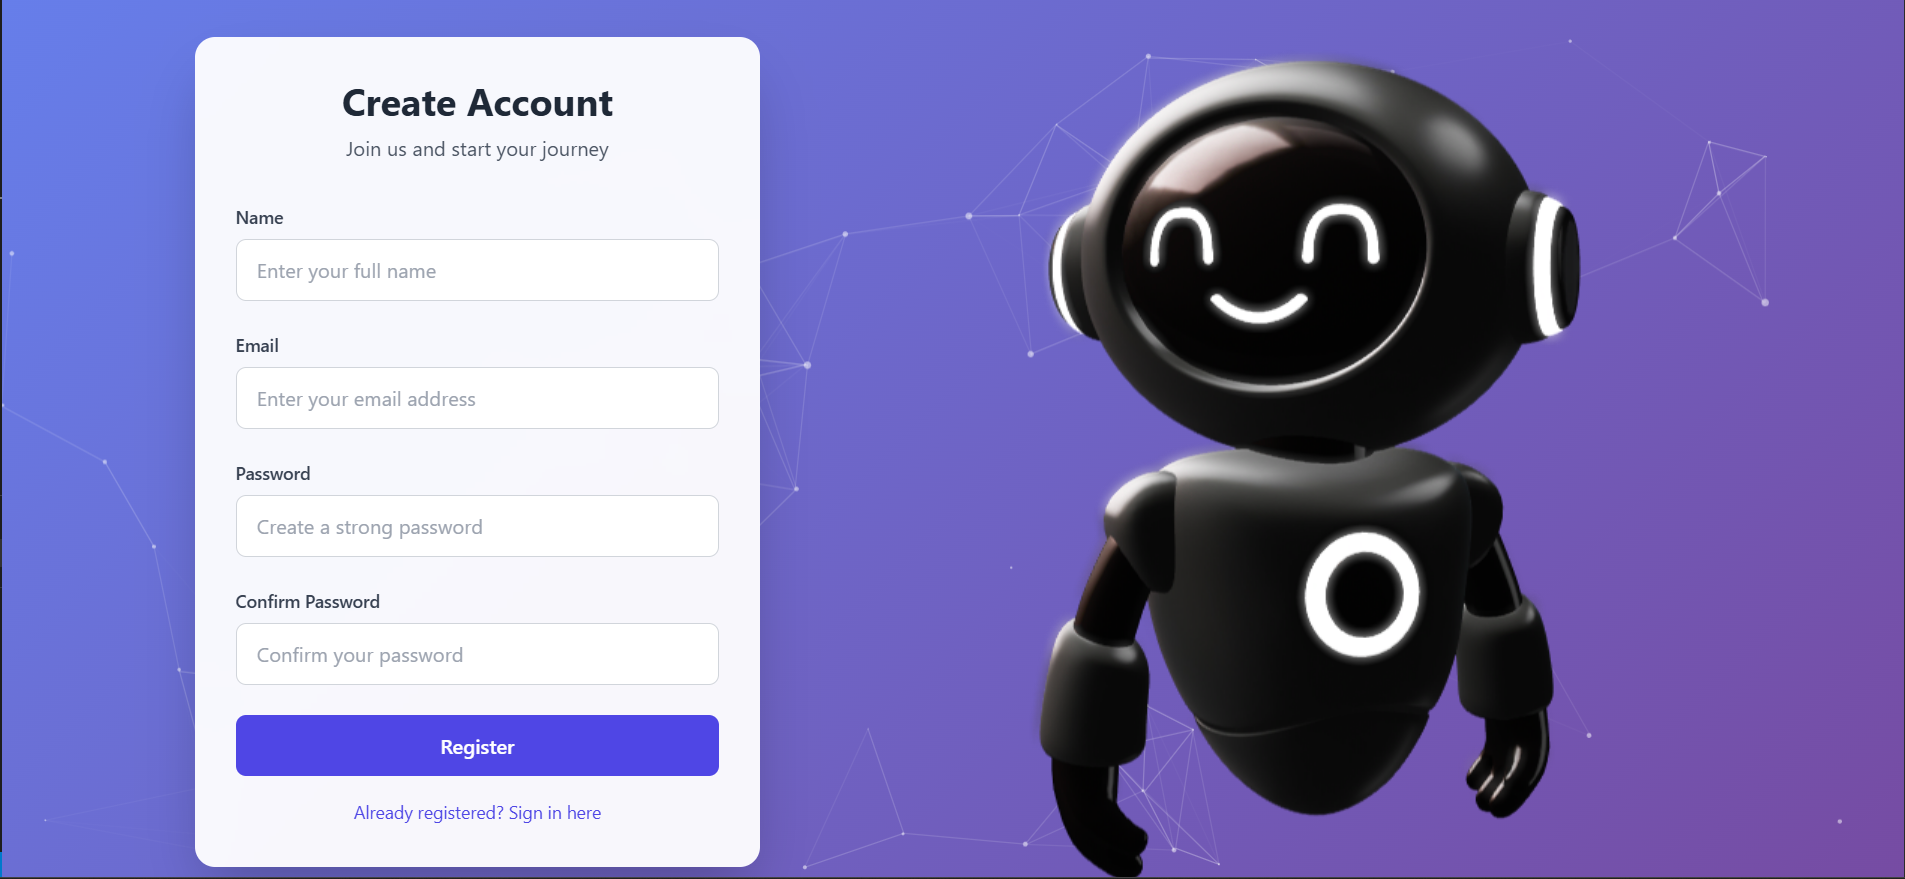 Create Account
Join us and start your journey
Name
Enter your full name
Email
Enter your email address
Password
Create a strong password
Confirm Password
Confirm your password
Register
Already registered? Sign in here